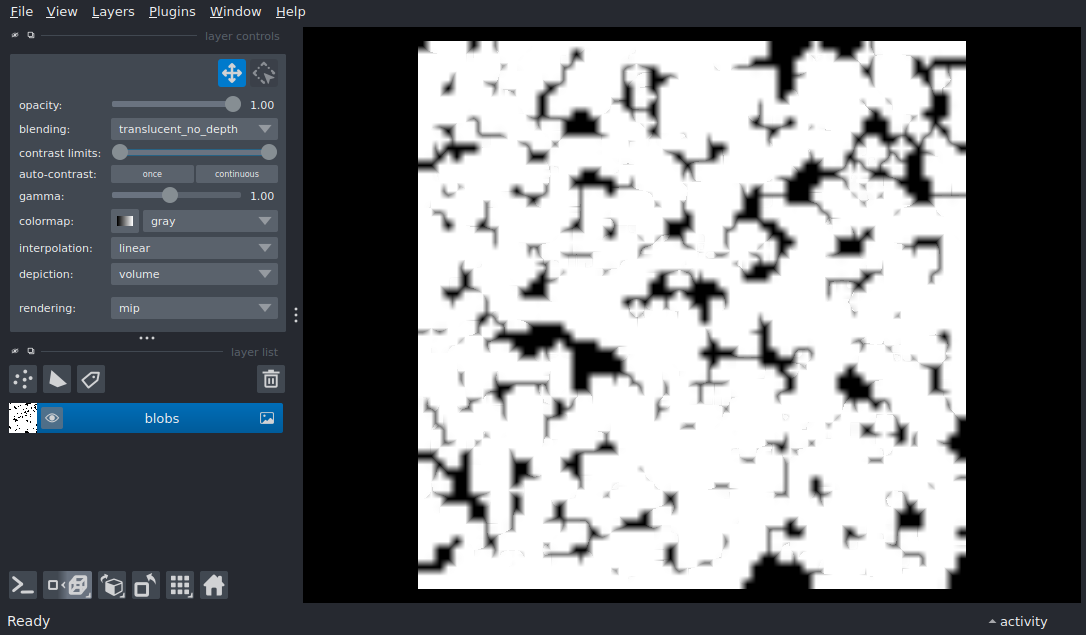 File View Layers Plugins Window Help
layer controls
opacity: 1.00
blending: translucent_no_depth
contrast limits:
auto-contrast: once continuous
gamma: 1.00
colormap: gray
interpolation: linear
depiction: volume
rendering: mip
layer list
blobs
Ready activity